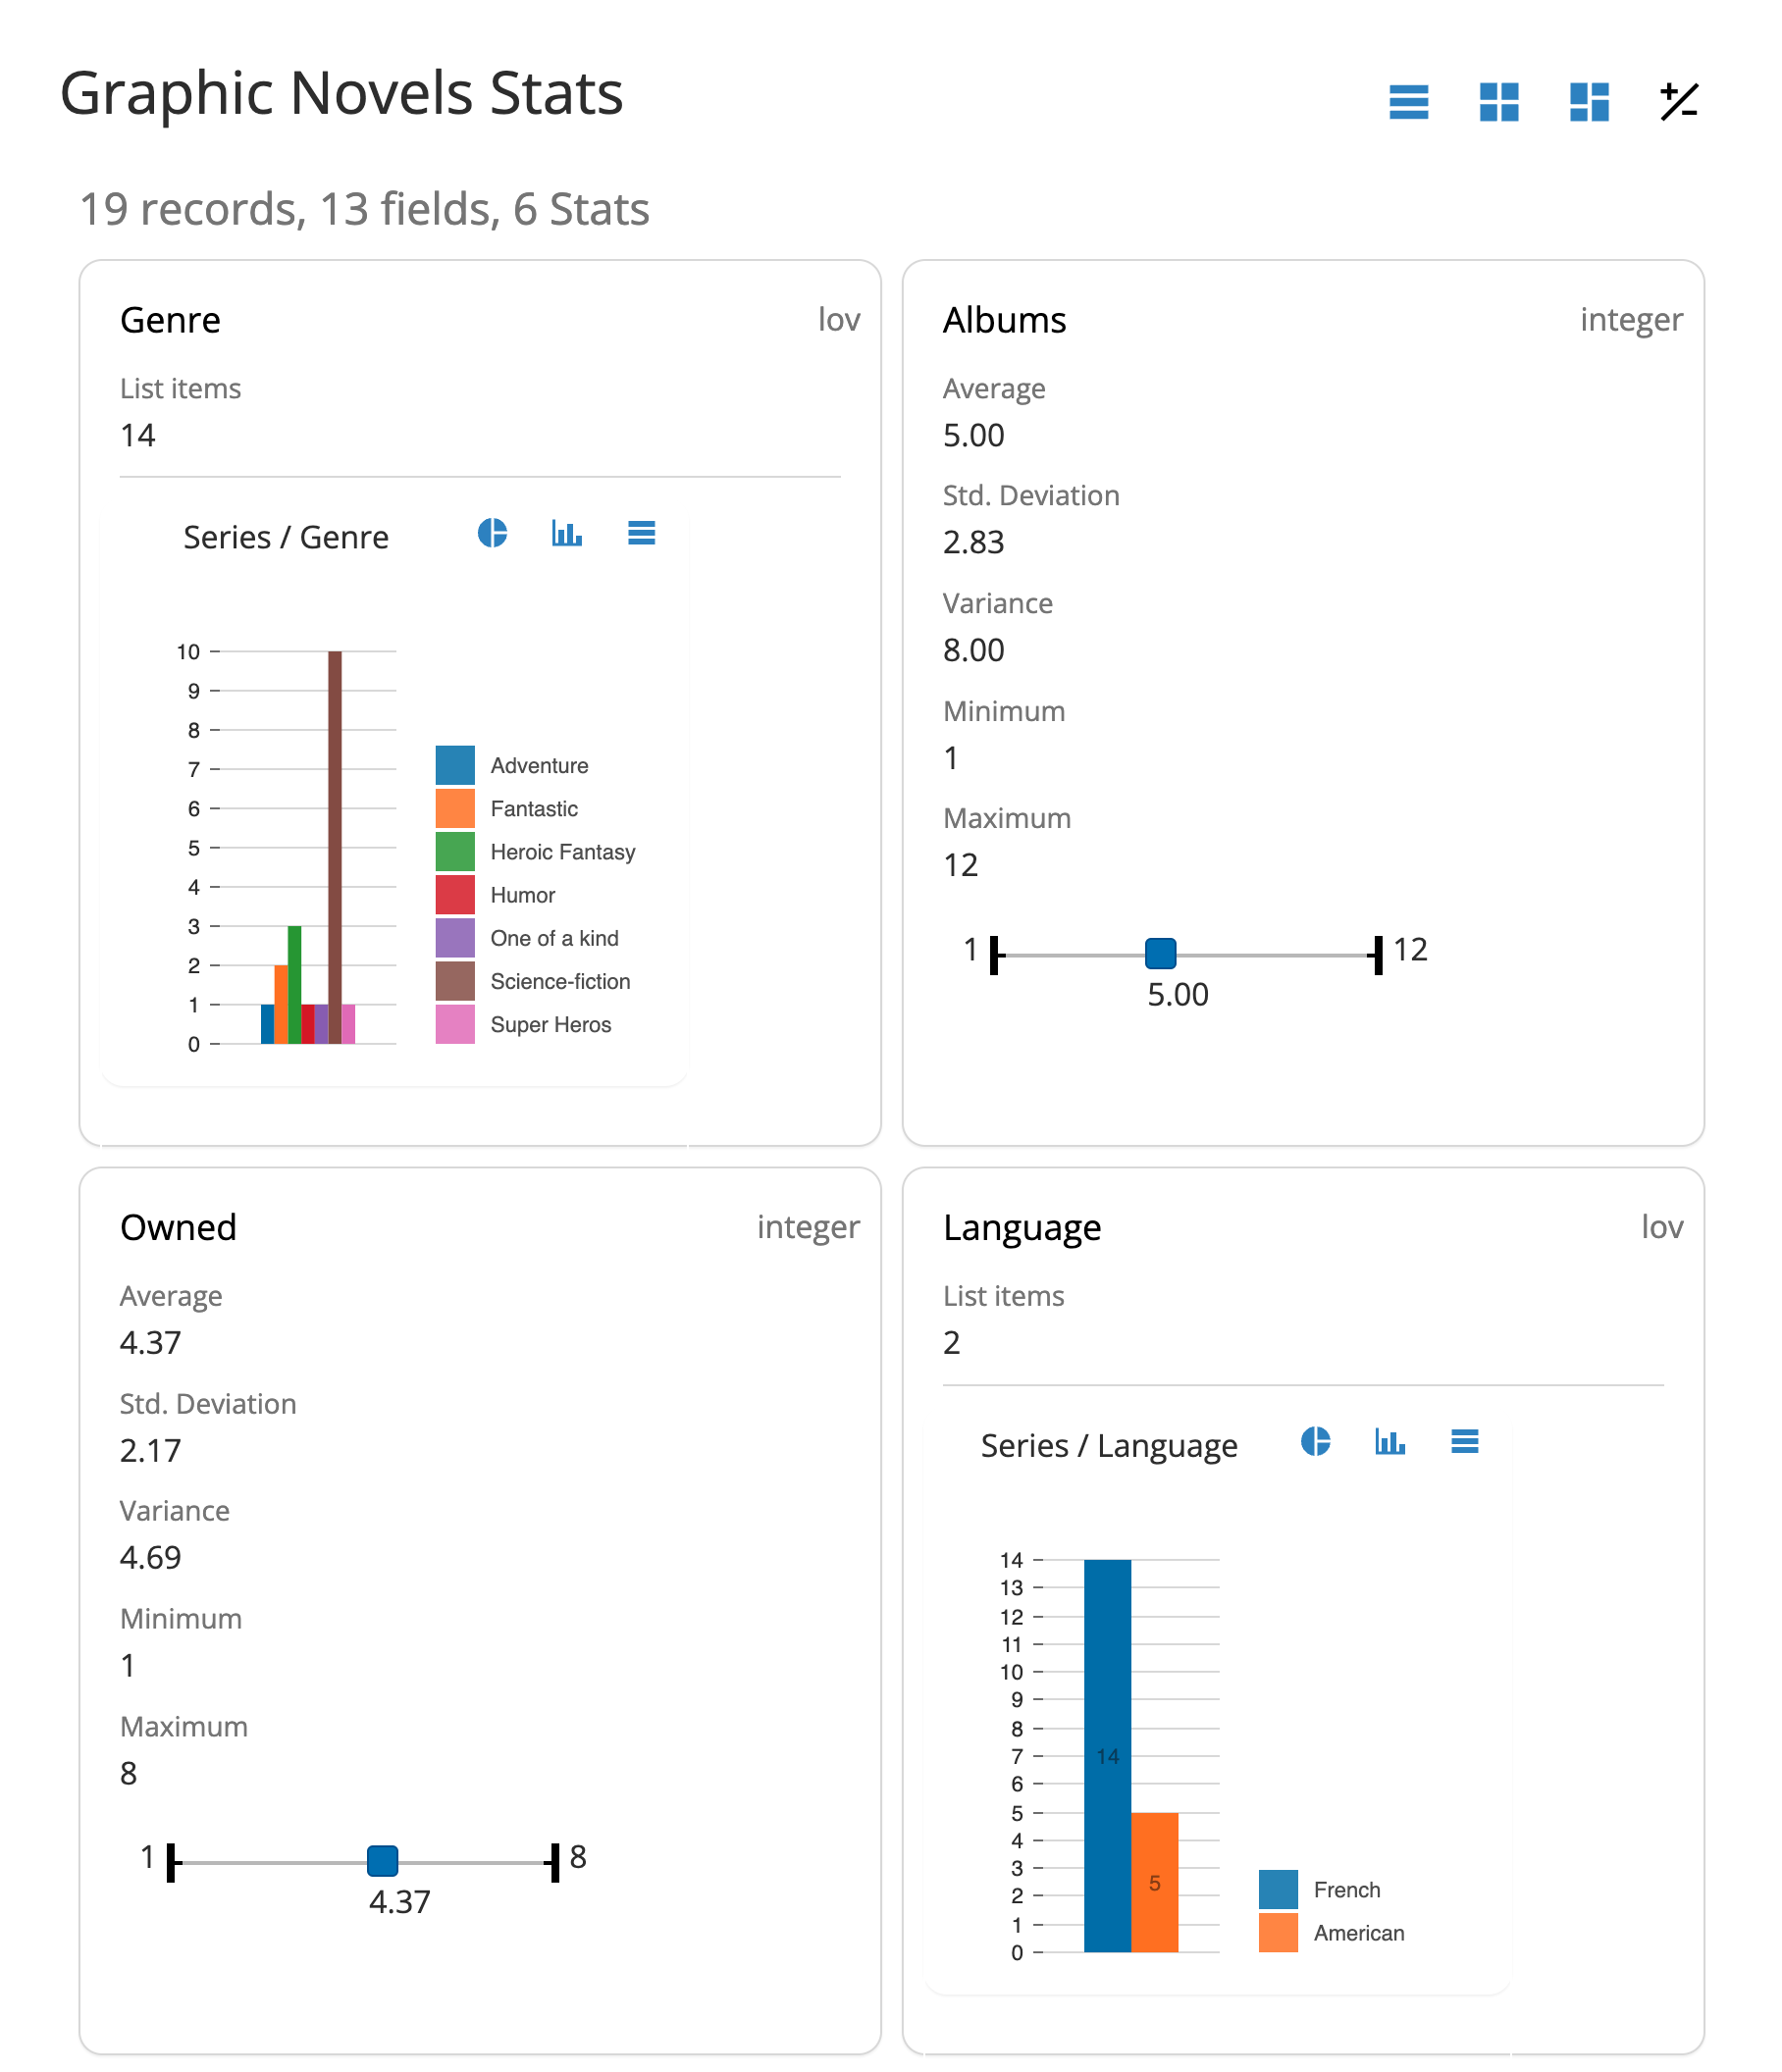 Graphic Novels Stats
19 records, 13 fields, 6 Stats
Genre lov
List items
14
Series / Genre
10
9
8
7
6
5
4
3
2
1
0
Adventure
Fantastic
Heroic Fantasy
Humor
One of a kind
Science-fiction
Super Heros
Albums integer
Average
5.00
Std. Deviation
2.83
Variance
8.00
Minimum
1
Maximum
12
1 12
5.00
Owned integer
Average
4.37
Std. Deviation
2.17
Variance
4.69
Minimum
1
Maximum
8
1 8
4.37
Language lov
List items
2
Series / Language
14
13
12
11
10
9
8
7
6
5
4
3
2
1
0
14
5
French
American